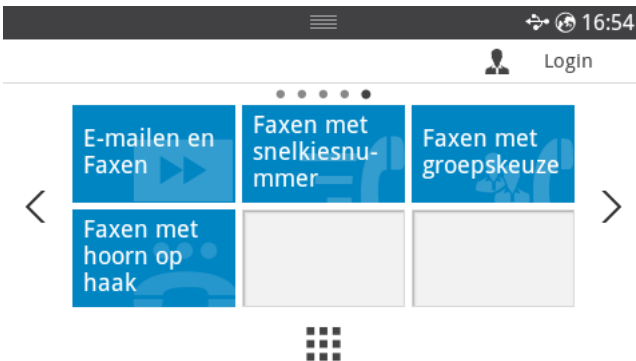 16:54
Login
E-mailen en
Faxen
Faxen met
snelkiesnu-
mmer
Faxen met
groepskeuze
Faxen met
hoorn op
haak